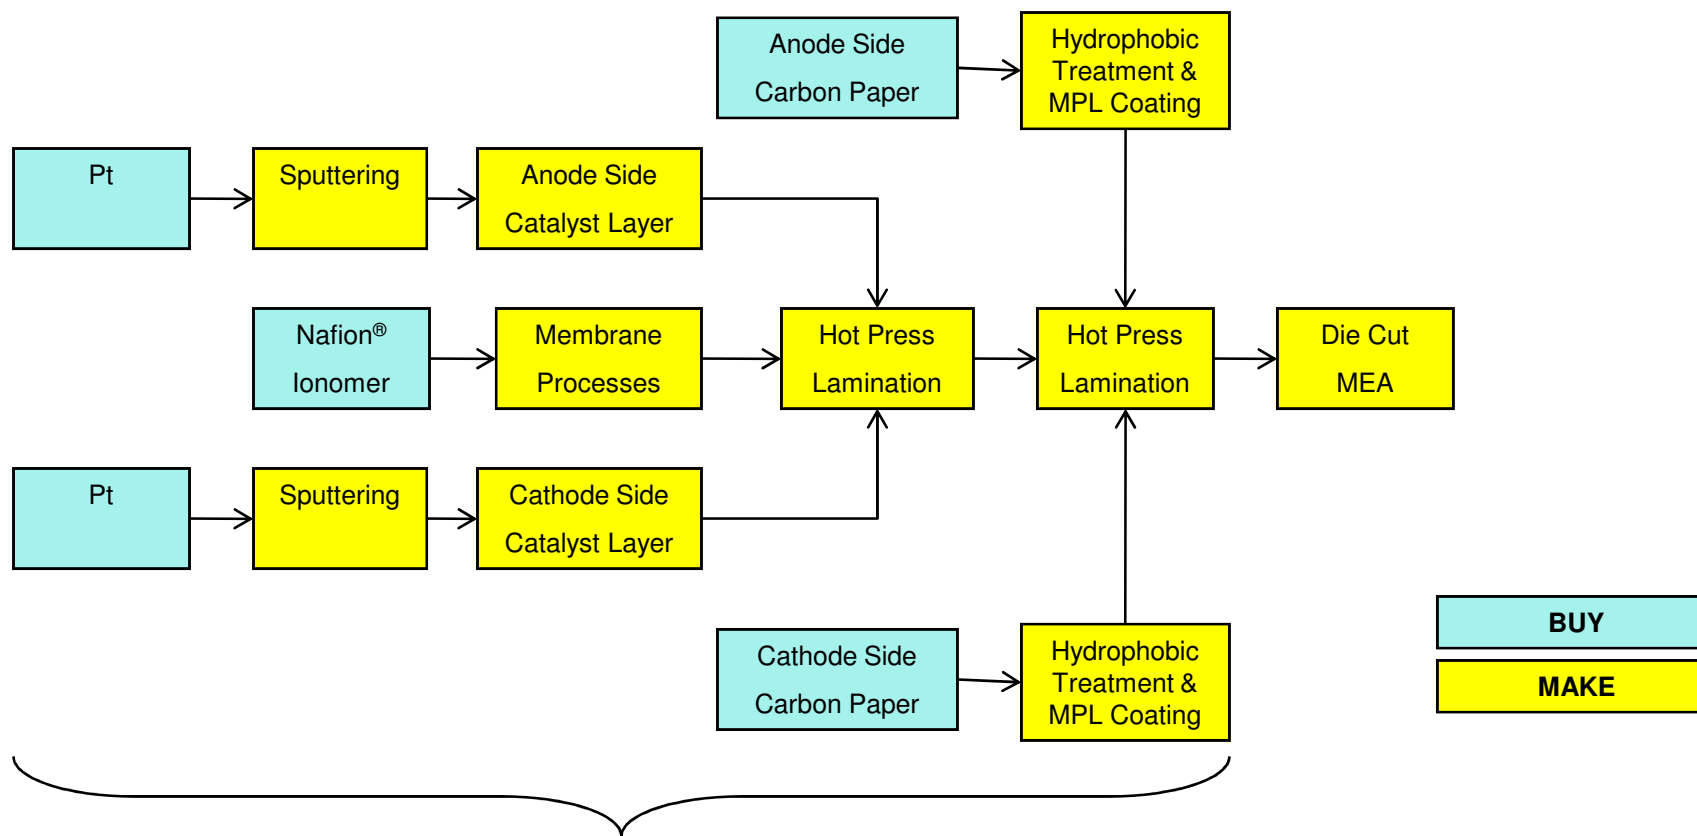 Anode Side
Carbon Paper
Hydrophobic
Treatment &
MPL Coating
Pt
Sputtering
Anode Side
Catalyst Layer
Nafion®
Ionomer
Membrane
Processes
Hot Press
Lamination
Hot Press
Lamination
Die Cut
MEA
Pt
Sputtering
Cathode Side
Catalyst Layer
Cathode Side
Carbon Paper
Hydrophobic
Treatment &
MPL Coating
BUY
MAKE